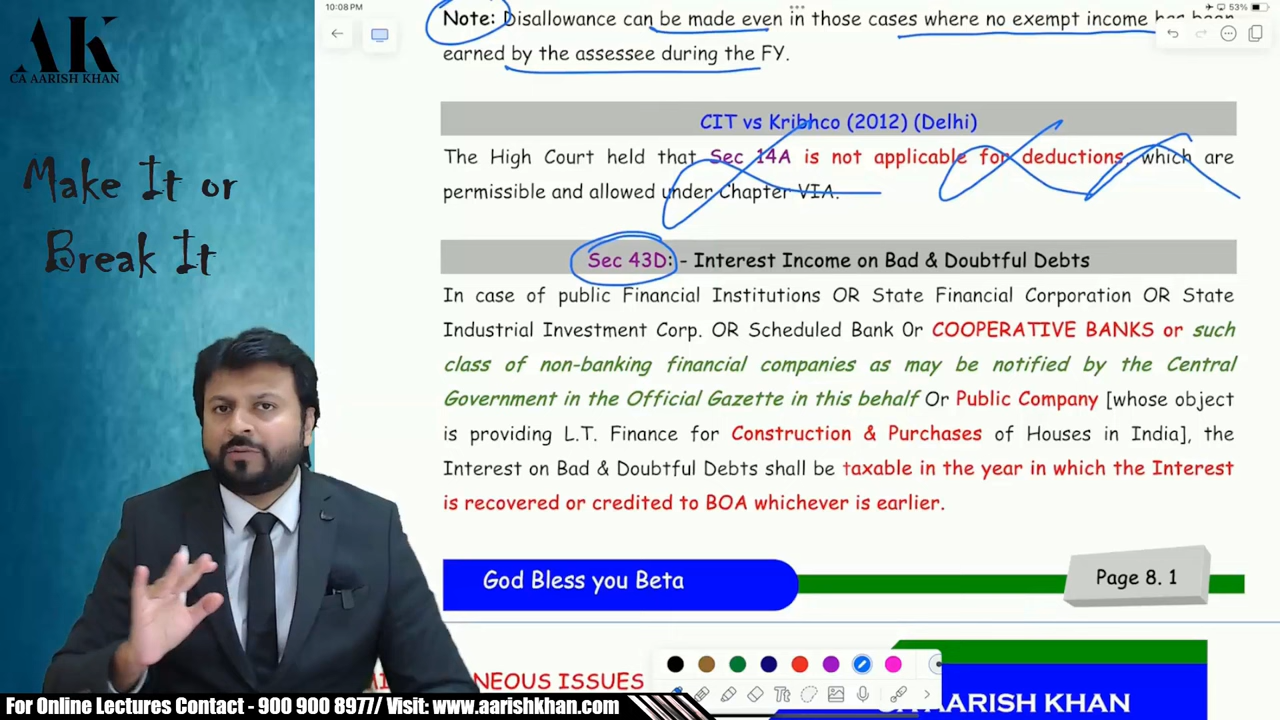 AK
CA AARISH KHAN
Make It or
Break It
10:08 PM
53%
Note: Disallowance can be made even in those cases where no exempt income has been
earned by the assessee during the FY.
CIT vs Kribhco (2012) (Delhi)
The High Court held that Sec 14A is not applicable for deductions, which are
permissible and allowed under Chapter VIA.
Sec 43D: - Interest Income on Bad & Doubtful Debts
In case of public Financial Institutions OR State Financial Corporation OR State
Industrial Investment Corp. OR Scheduled Bank Or COOPERATIVE BANKS or such
class of non-banking financial companies as may be notified by the Central
Government in the Official Gazette in this behalf Or Public Company [whose object
is providing L.T. Finance for Construction & Purchases of Houses in India], the
Interest on Bad & Doubtful Debts shall be taxable in the year in which the Interest
is recovered or credited to BOA whichever is earlier.
God Bless you Beta
Page 8. 1
NEOUS ISSUES
Tt
AARISH KHAN
For Online Lectures Contact - 900 900 8977/ Visit: www.aarishkhan.com